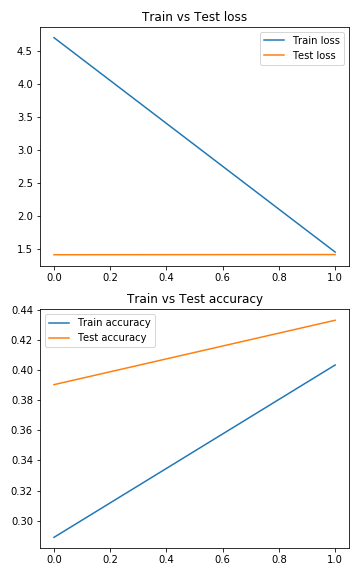 Train vs Test loss
Train loss
Test loss
4.5
4.0
3.5
3.0
2.5
2.0
1.5
0.0 0.2 0.4 0.6 0.8 1.0
Train vs Test accuracy
Train accuracy
Test accuracy
0.44
0.42
0.40
0.38
0.36
0.34
0.32
0.30
0.0 0.2 0.4 0.6 0.8 1.0